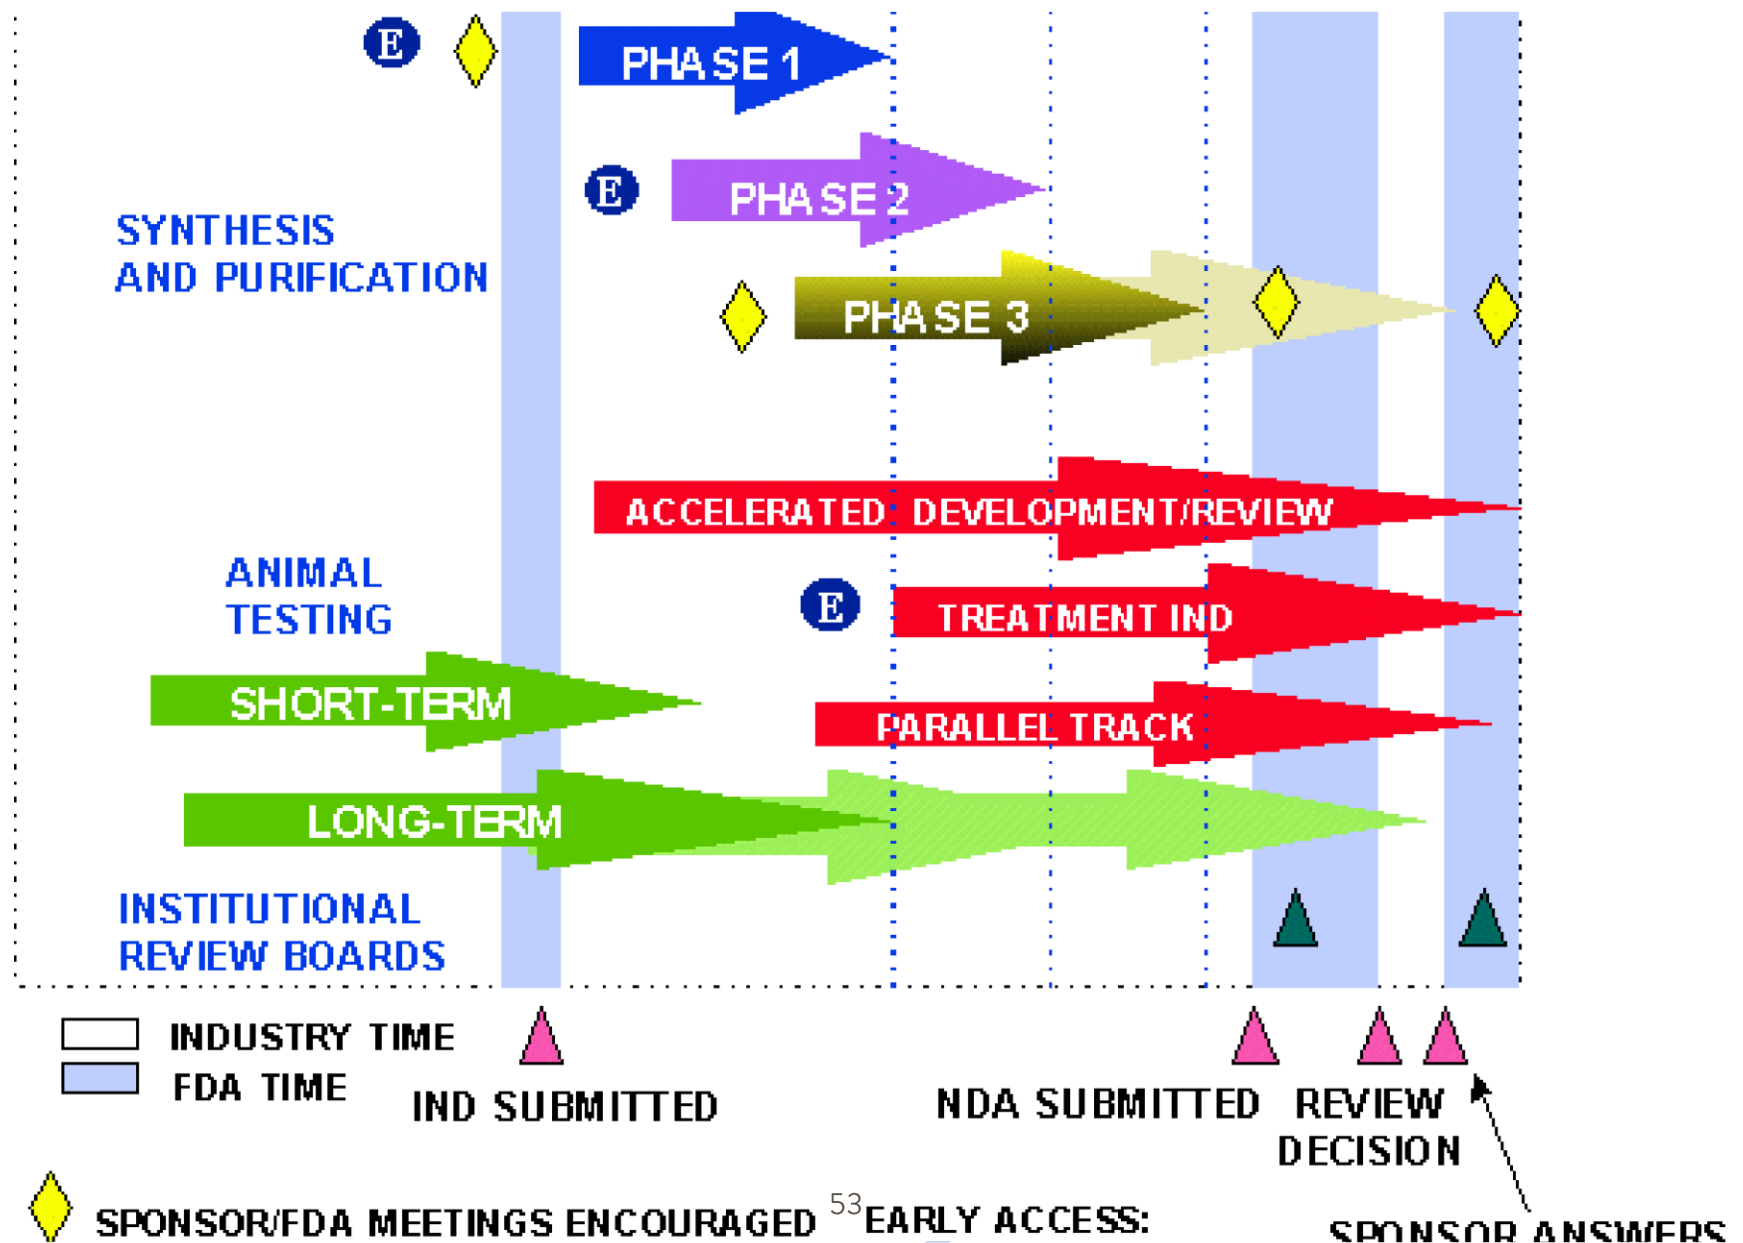 E
PHASE 1
E
PHASE 2
SYNTHESIS
AND PURIFICATION
PHASE 3
ACCELERATED DEVELOPMENT/REVIEW
ANIMAL
TESTING
E
TREATMENT IND
SHORT-TERM
PARALLEL TRACK
LONG-TERM
INSTITUTIONAL
REVIEW BOARDS
INDUSTRY TIME
FDA TIME
IND SUBMITTED
NDA SUBMITTED
REVIEW
DECISION
SPONSOR/FDA MEETINGS ENCOURAGED
53
EARLY ACCESS:
SPONSOR ANSWERS